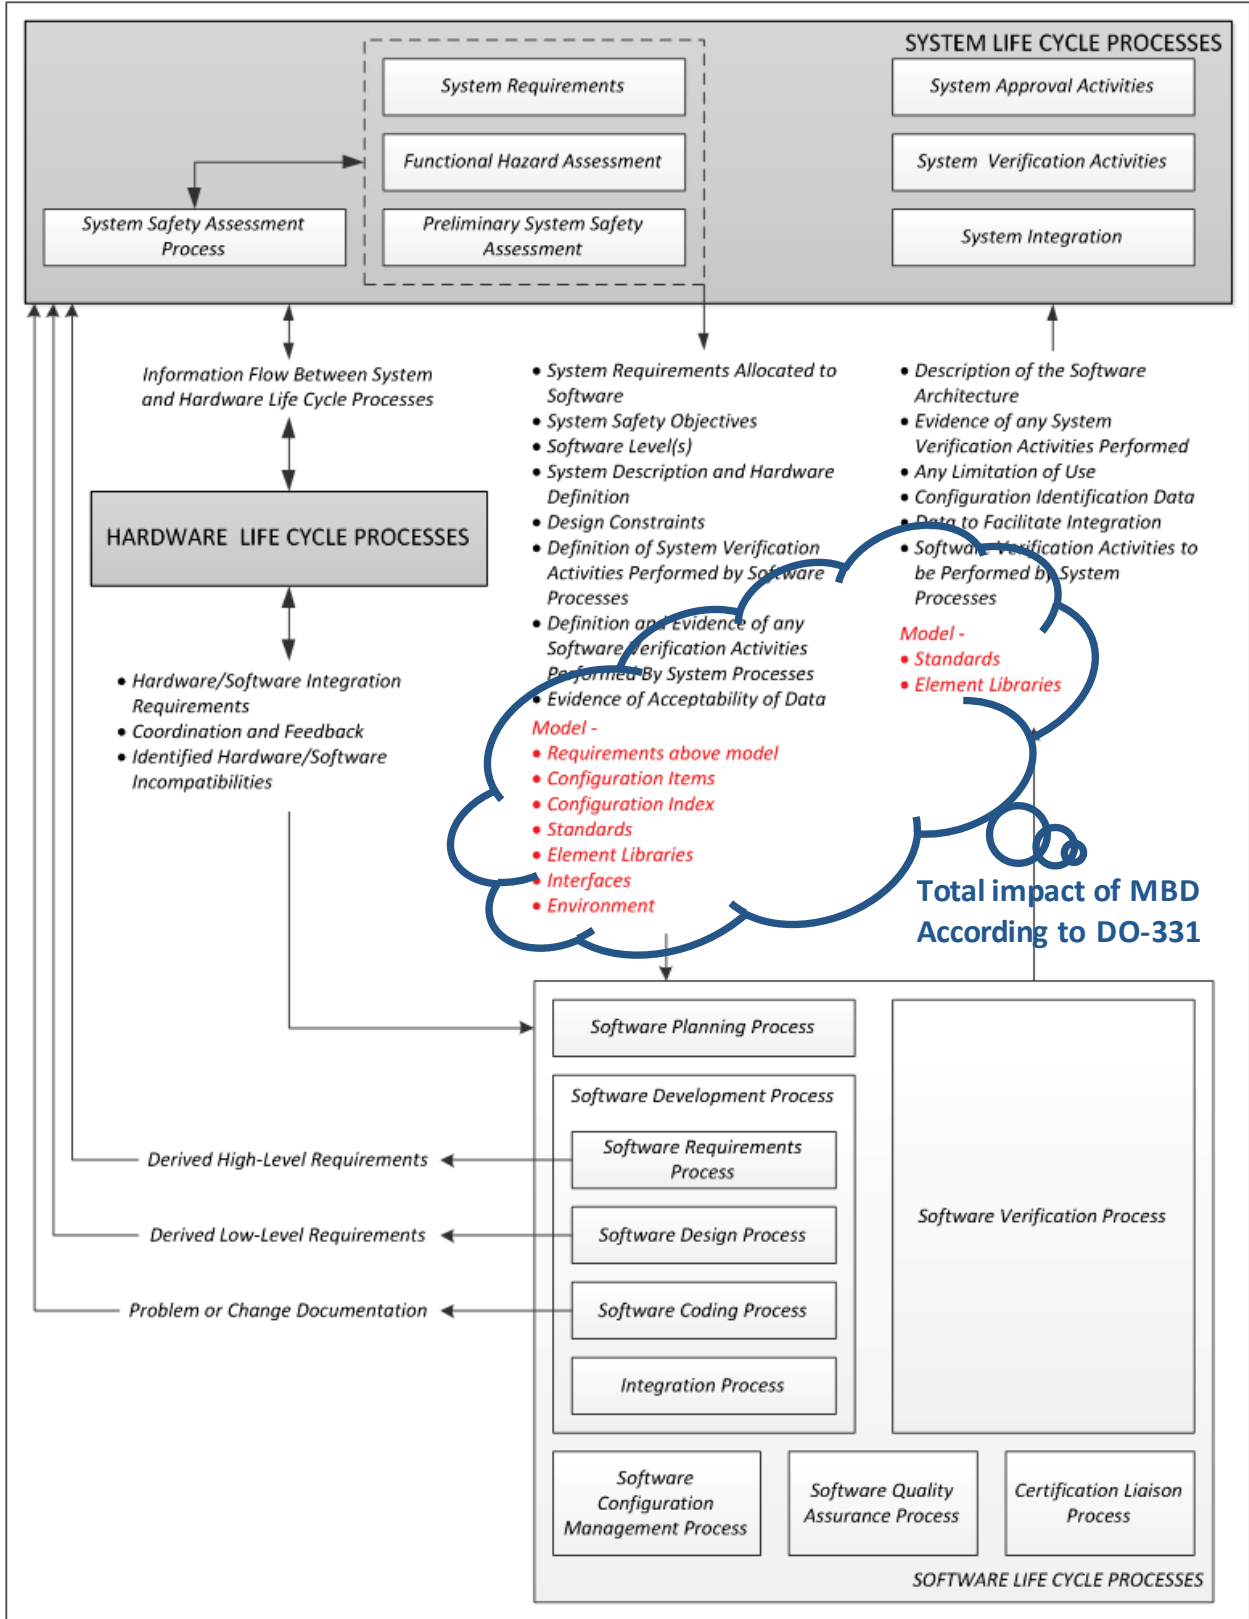 SYSTEM LIFE CYCLE PROCESSES
System Requirements
Functional Hazard Assessment
Preliminary System Safety
Assessment
System Safety Assessment
Process
System Approval Activities
System Verification Activities
System Integration
Information Flow Between System
and Hardware Life Cycle Processes
HARDWARE LIFE CYCLE PROCESSES
• Hardware/Software Integration
Requirements
• Coordination and Feedback
• Identified Hardware/Software
Incompatibilities
• System Requirements Allocated to
Software
• System Safety Objectives
• Software Level(s)
• System Description and Hardware
Definition
• Design Constraints
• Definition of System Verification
Activities Performed by Software
Processes
• Definition and Evidence of any
Software Verification Activities
Performed By System Processes
• Evidence of Acceptability of Data
Model -
• Requirements above model
• Configuration Items
• Configuration Index
• Standards
• Element Libraries
• Interfaces
• Environment
• Description of the Software
Architecture
• Evidence of any System
Verification Activities Performed
• Any Limitation of Use
• Configuration Identification Data
• Data to Facilitate Integration
• Software Verification Activities to
be Performed by System
Processes
Model -
• Standards
• Element Libraries
Total impact of MBD
According to DO-331
Software Planning Process
Software Development Process
Software Requirements
Process
Software Design Process
Software Coding Process
Integration Process
Software Verification Process
Derived High-Level Requirements
Derived Low-Level Requirements
Problem or Change Documentation
Software
Configuration
Management Process
Software Quality
Assurance Process
Certification Liaison
Process
SOFTWARE LIFE CYCLE PROCESSES